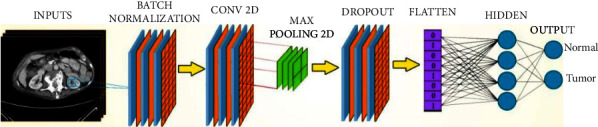 INPUTS
BATCH
NORMALIZATION
CONV 2D
MAX
POOLING 2D
DROPOUT
FLATTEN
HIDDEN
OUTPUT
Normal
Tumor